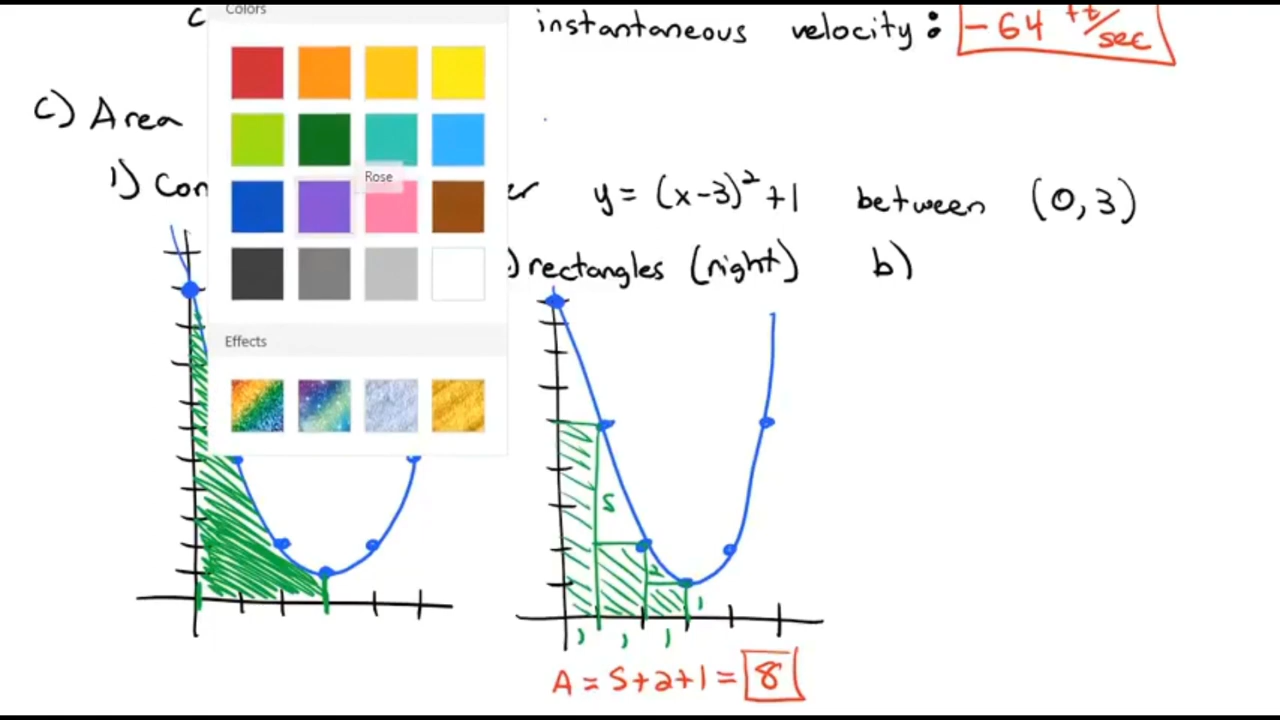 Colors
instantaneous velocity: -64 ft/sec
C) Area
Rose
1) Con er y = (x-3)² +1 between (0,3)
) rectangles (right) b)
Effects
5
2
1
1 1 1
A = 5+2+1 = 8